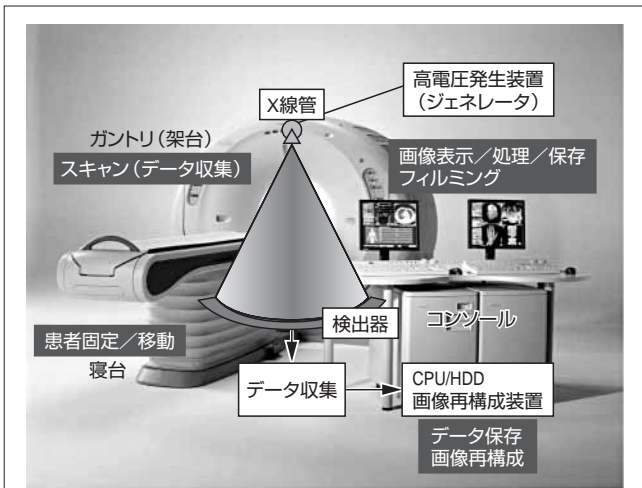 高電圧発生装置
（ジェネレータ）
X線管
ガントリ（架台）
スキャン（データ収集）
画像表示／処理／保存
フィルミング
検出器
コンソール
患者固定／移動
寝台
データ収集
CPU/HDD
画像再構成装置
データ保存
画像再構成